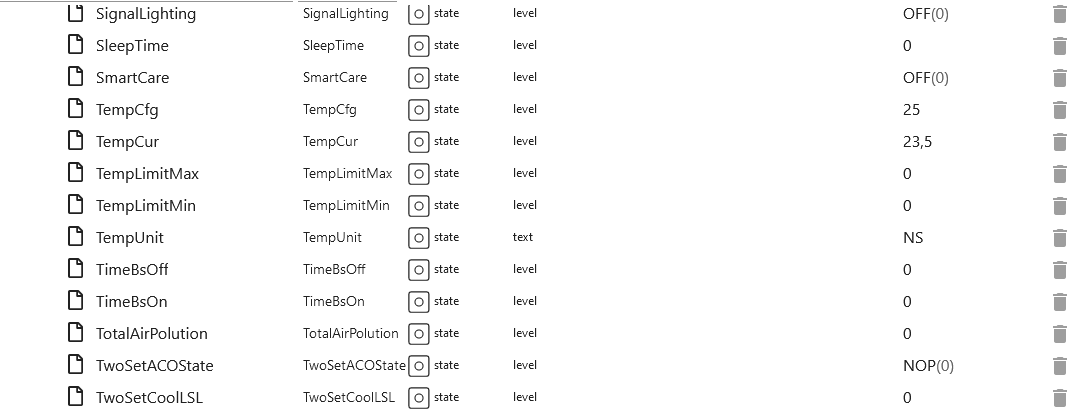 SignalLighting SignalLighting state level OFF(0)
SleepTime SleepTime state level 0
SmartCare SmartCare state level OFF(0)
TempCfg TempCfg state level 25
TempCur TempCur state level 23,5
TempLimitMax TempLimitMax state level 0
TempLimitMin TempLimitMin state level 0
TempUnit TempUnit state text NS
TimeBsOff TimeBsOff state level 0
TimeBsOn TimeBsOn state level 0
TotalAirPolution TotalAirPolution state level 0
TwoSetACOState TwoSetACOState state level NOP(0)
TwoSetCoolLSL TwoSetCoolLSL state level 0